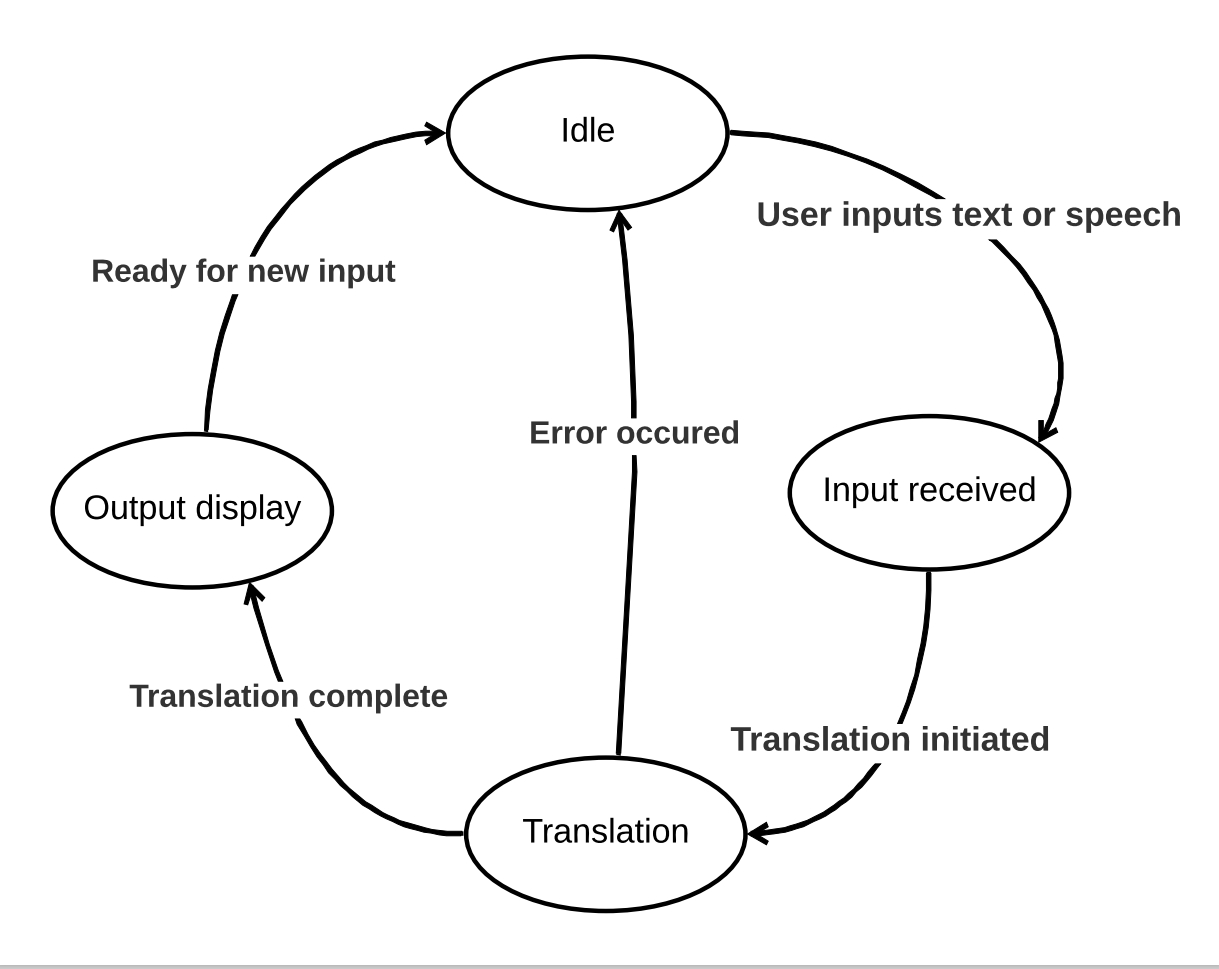 Idle
User inputs text or speech
Ready for new input
Error occured
Input received
Output display
Translation complete
Translation initiated
Translation